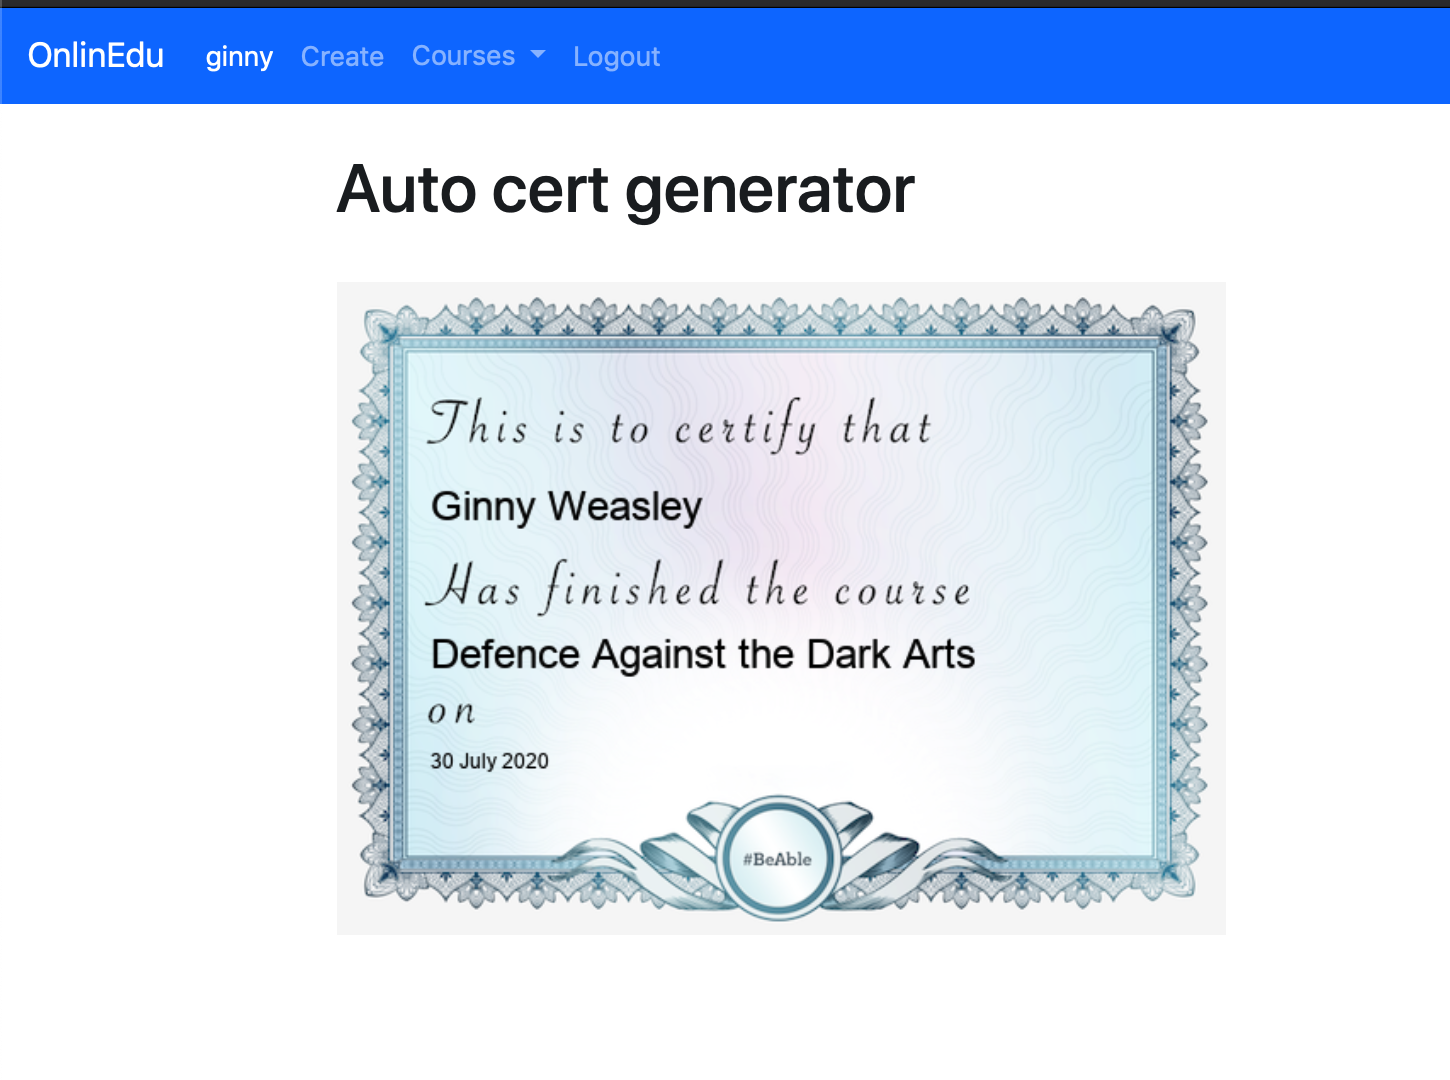 OnlinEdu ginny Create Courses Logout
Auto cert generator
This is to certify that
Ginny Weasley
Has finished the course
Defence Against the Dark Arts
on
30 July 2020
#BeAble